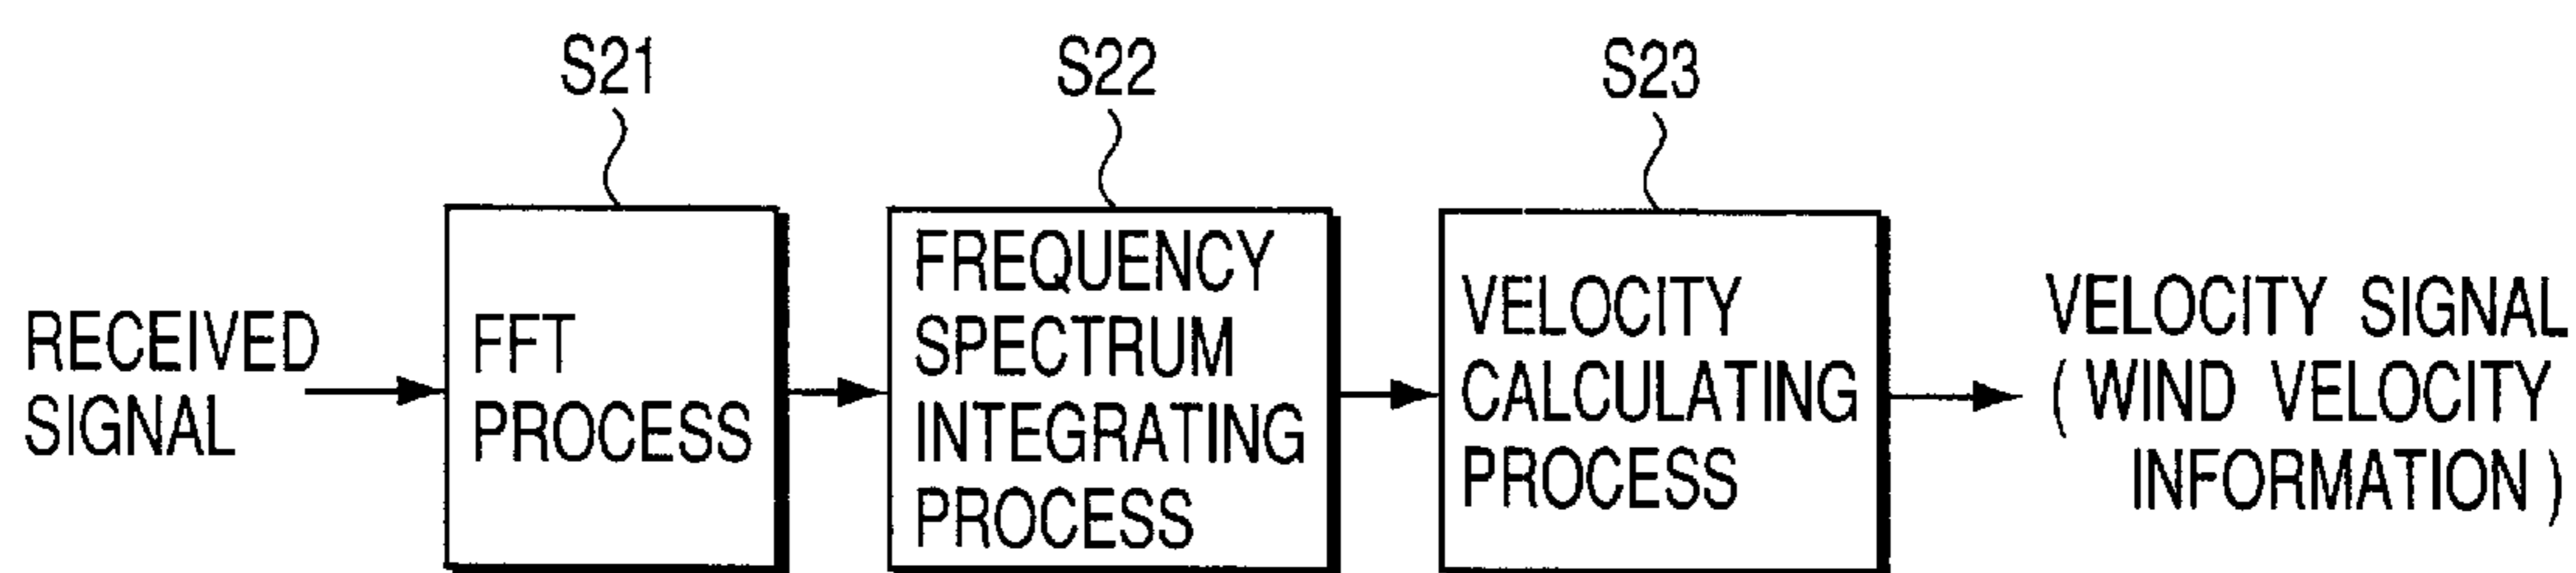 S21
S22
S23
RECEIVED
SIGNAL
FFT
PROCESS
FREQUENCY
SPECTRUM
INTEGRATING
PROCESS
VELOCITY
CALCULATING
PROCESS
VELOCITY SIGNAL
( WIND VELOCITY
INFORMATION )